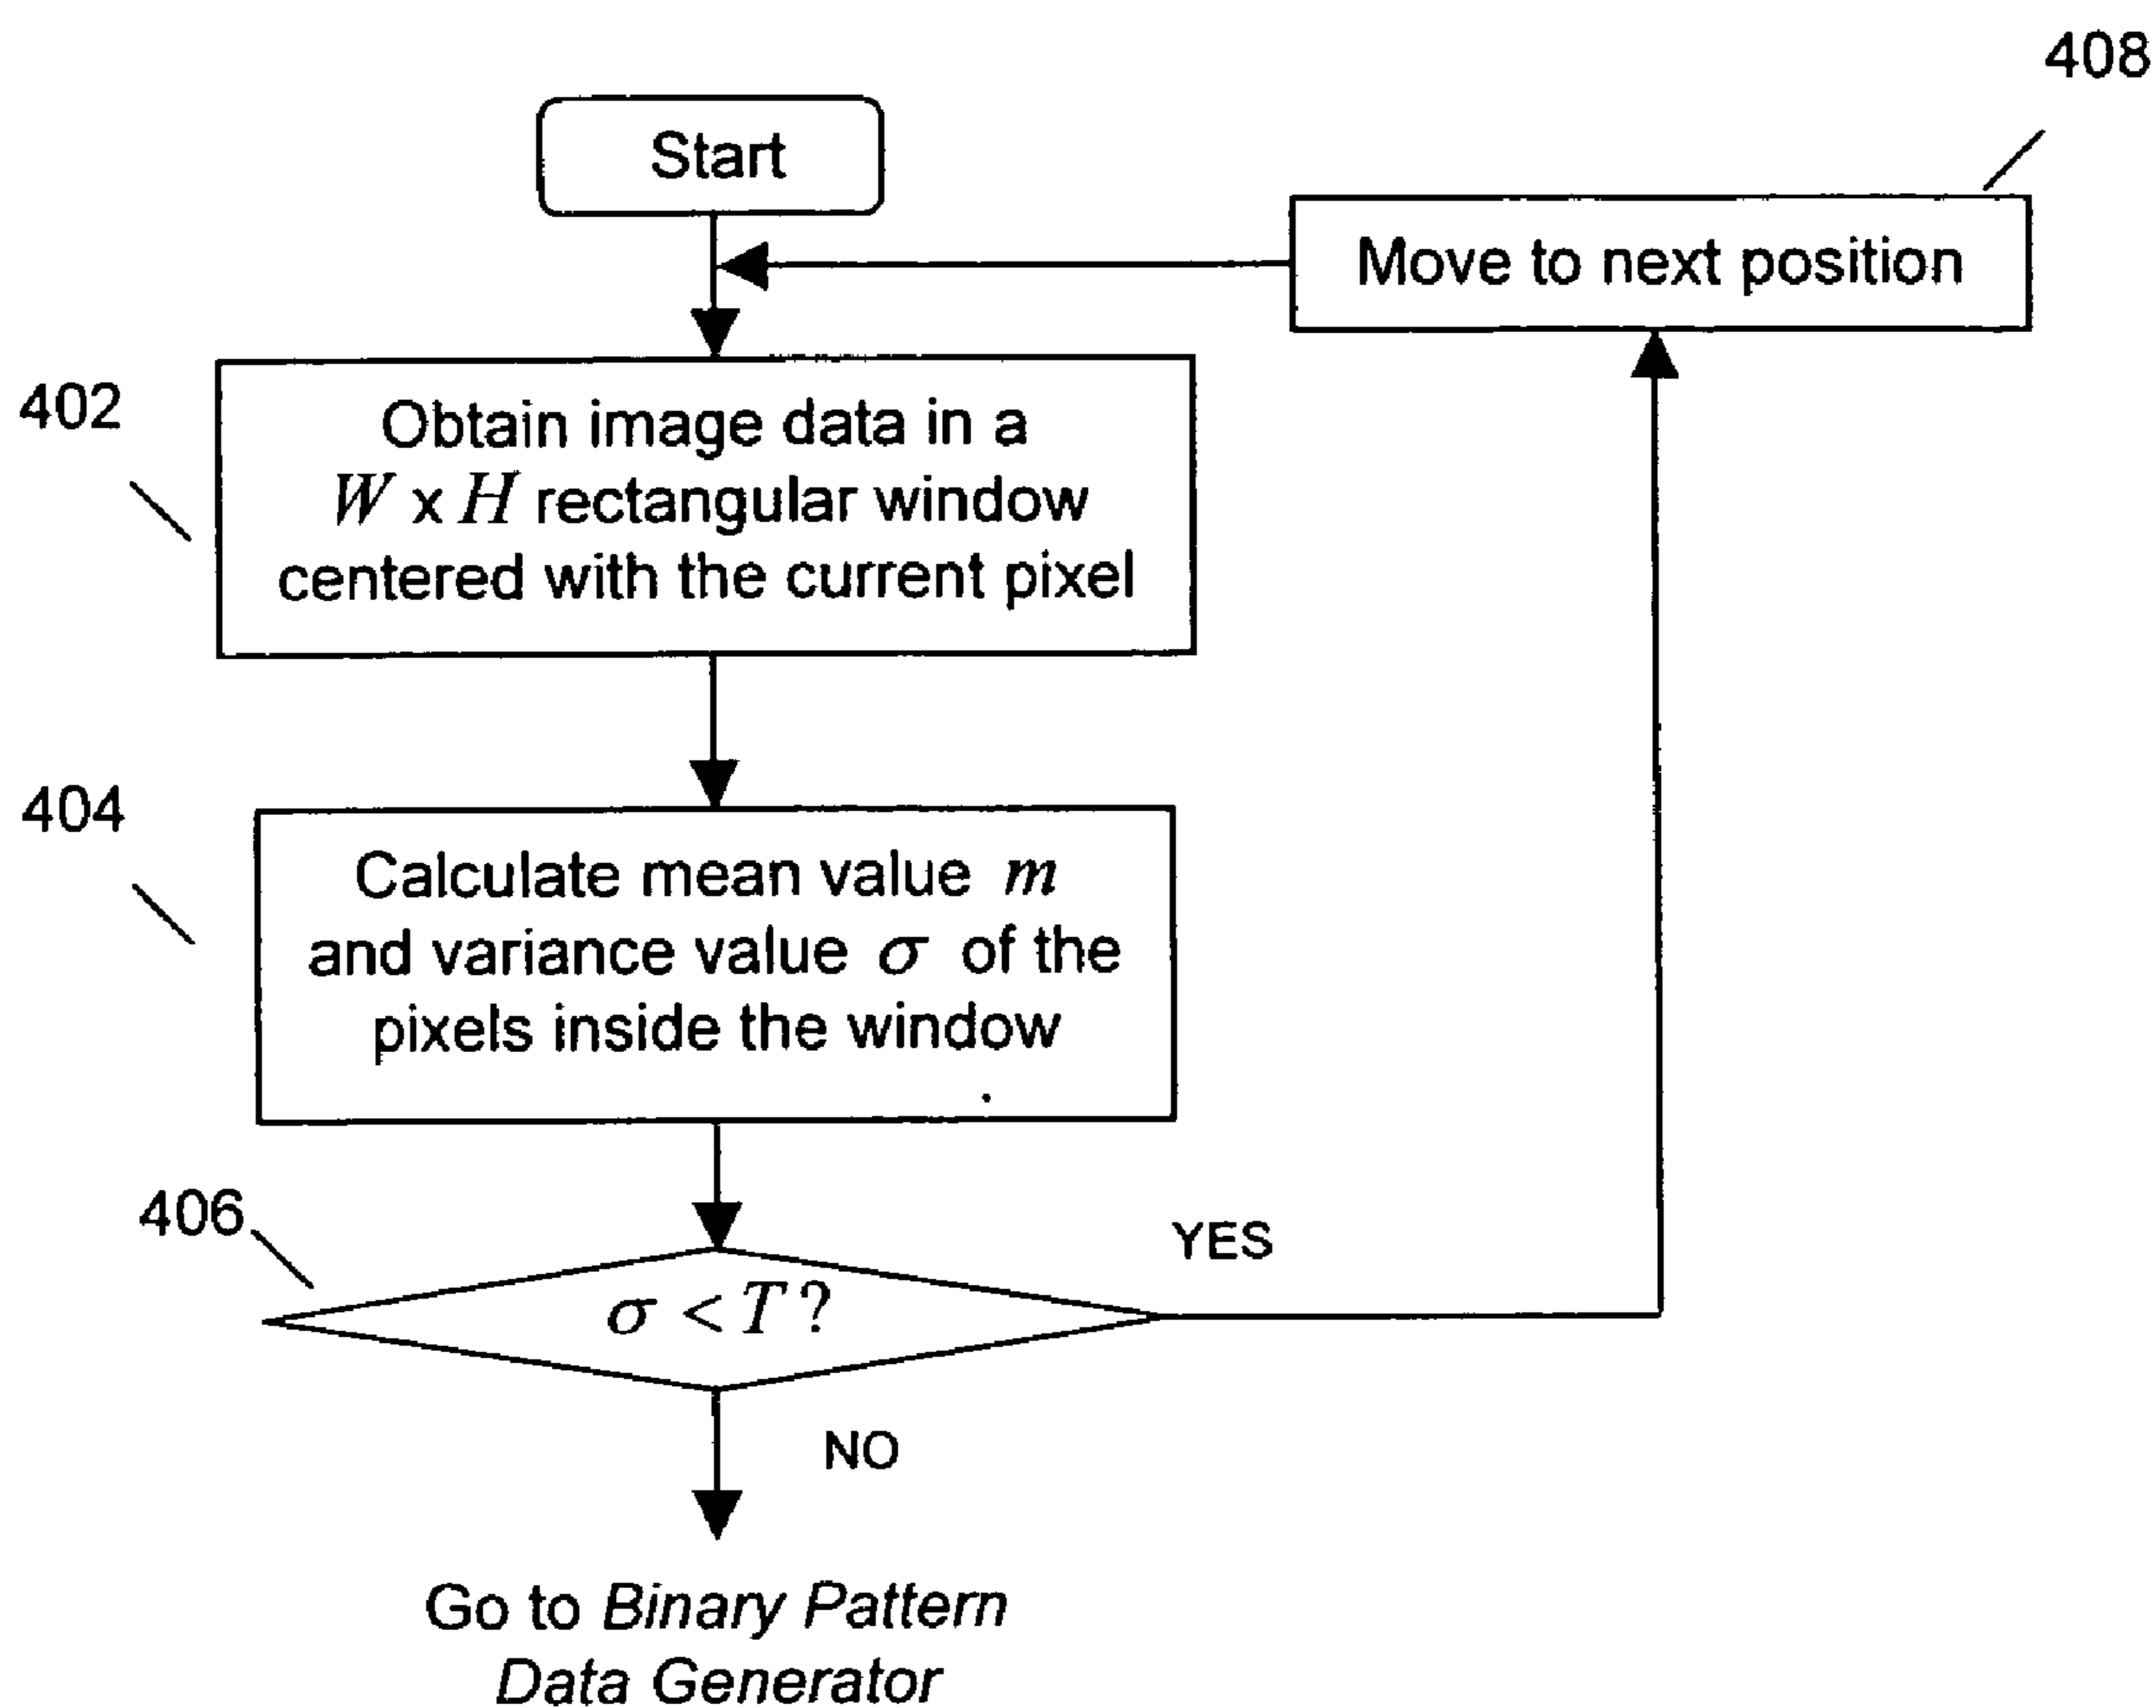 408
Start
Move to next position
402
Obtain image data in a
W x H rectangular window
centered with the current pixel
404
Calculate mean value m
and variance value σ of the
pixels inside the window
406
YES
σ < T ?
NO
Go to Binary Pattern
Data Generator